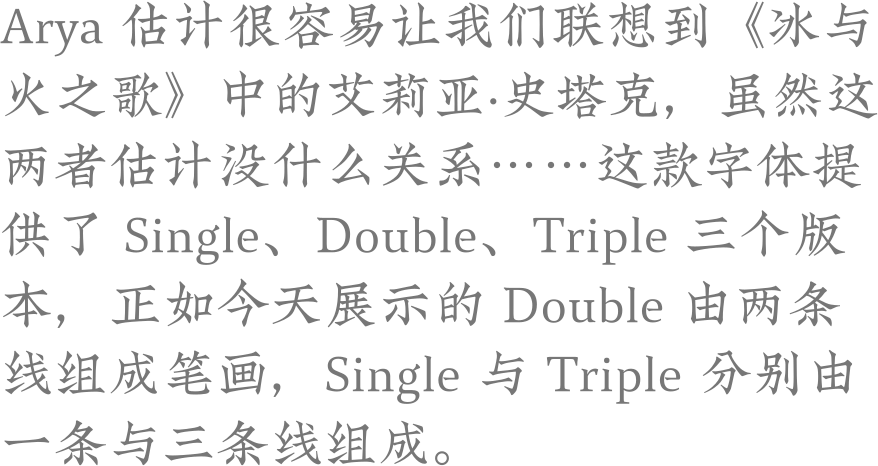 Arya 估计很容易让我们联想到《冰与
火之歌》中的艾莉亚·史塔克，虽然这
两者估计没什么关系……这款字体提
供了 Single、Double、Triple 三个版
本，正如今天展示的 Double 由两条
线组成笔画，Single 与 Triple 分别由
一条与三条线组成。